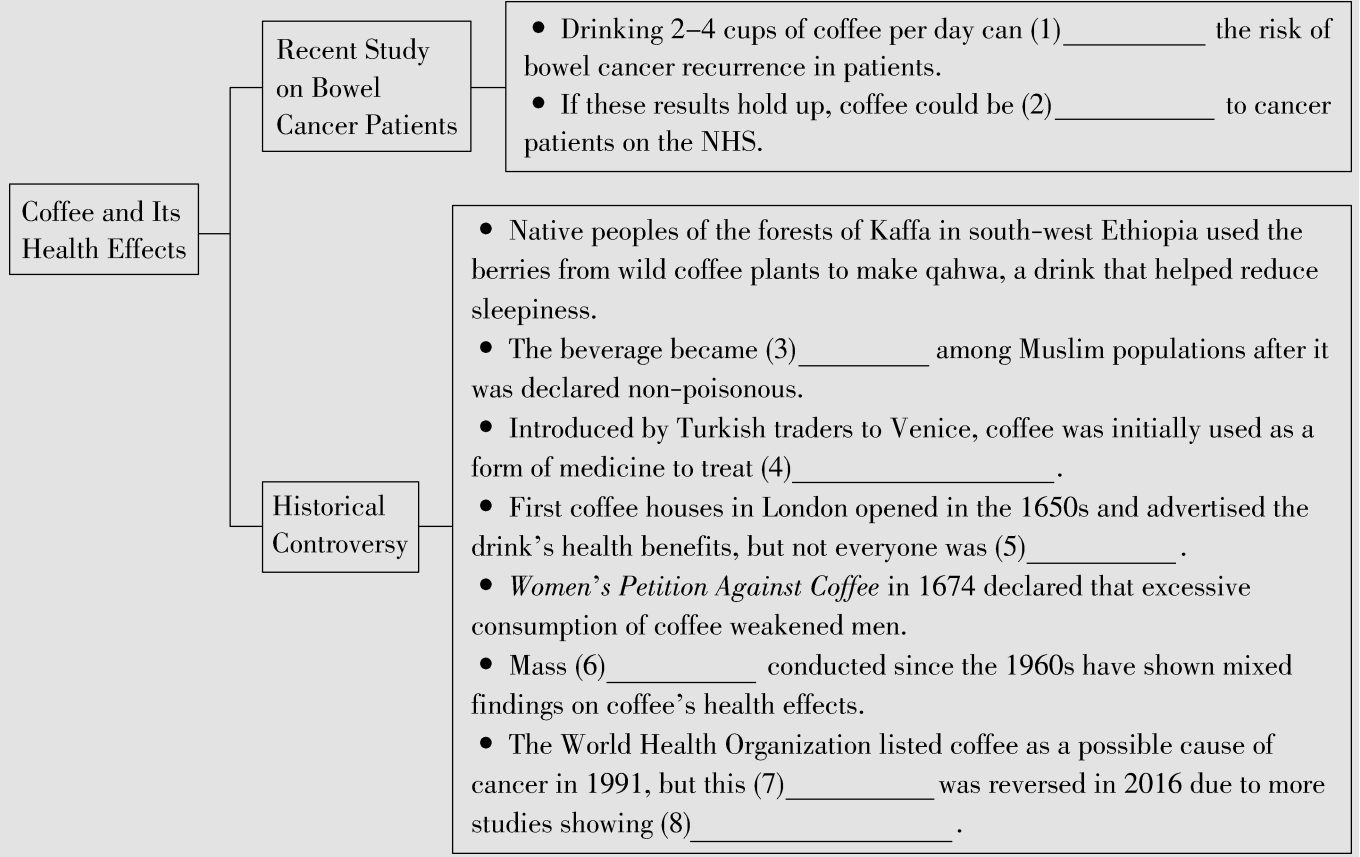 Coffee and Its
Health Effects
Recent Study
on Bowel
Cancer Patients
● Drinking 2–4 cups of coffee per day can (1)__________ the risk of
bowel cancer recurrence in patients.
● If these results hold up, coffee could be (2)___________ to cancer
patients on the NHS.
Historical
Controversy
● Native peoples of the forests of Kaffa in south-west Ethiopia used the
berries from wild coffee plants to make qahwa, a drink that helped reduce
sleepiness.
● The beverage became (3)_________ among Muslim populations after it
was declared non-poisonous.
● Introduced by Turkish traders to Venice, coffee was initially used as a
form of medicine to treat (4)__________________.
● First coffee houses in London opened in the 1650s and advertised the
drink's health benefits, but not everyone was (5)__________.
● Women's Petition Against Coffee in 1674 declared that excessive
consumption of coffee weakened men.
● Mass (6)__________ conducted since the 1960s have shown mixed
findings on coffee's health effects.
● The World Health Organization listed coffee as a possible cause of
cancer in 1991, but this (7)__________ was reversed in 2016 due to more
studies showing (8)__________________.